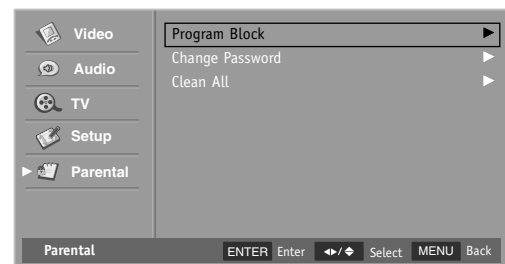 Video
Audio
TV
Setup
Parental
Program Block
Change Password
Clean All
Parental
ENTER Enter Select MENU Back